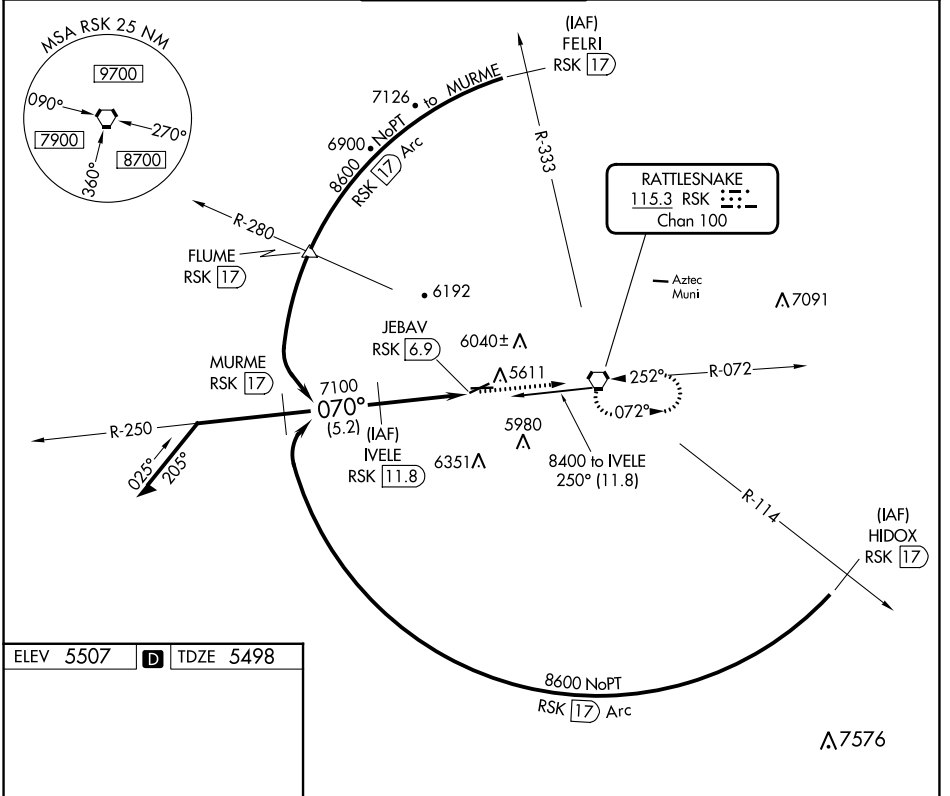 MSA RSK 25 NM
9700
090°
270°
7900
8700
360°
(IAF)
FELRI
RSK 17
7126
6900
8600 NoPT to MURME
RSK 17 Arc
R-333
RATTLESNAKE
115.3 RSK
Chan 100
R-280
FLUME
RSK 17
6192
Aztec
Muni
7091
JEBAV
RSK 6.9
6040±
5611
MURME
RSK 17
7100
070°
(5.2)
252°
R-072
072°
R-250
(IAF)
IVELE
RSK 11.8
5980
6351
8400 to IVELE
250° (11.8)
025°
205°
R-114
(IAF)
HIDOX
RSK 17
ELEV 5507 D TDZE 5498
8600 NoPT
RSK 17 Arc
7576